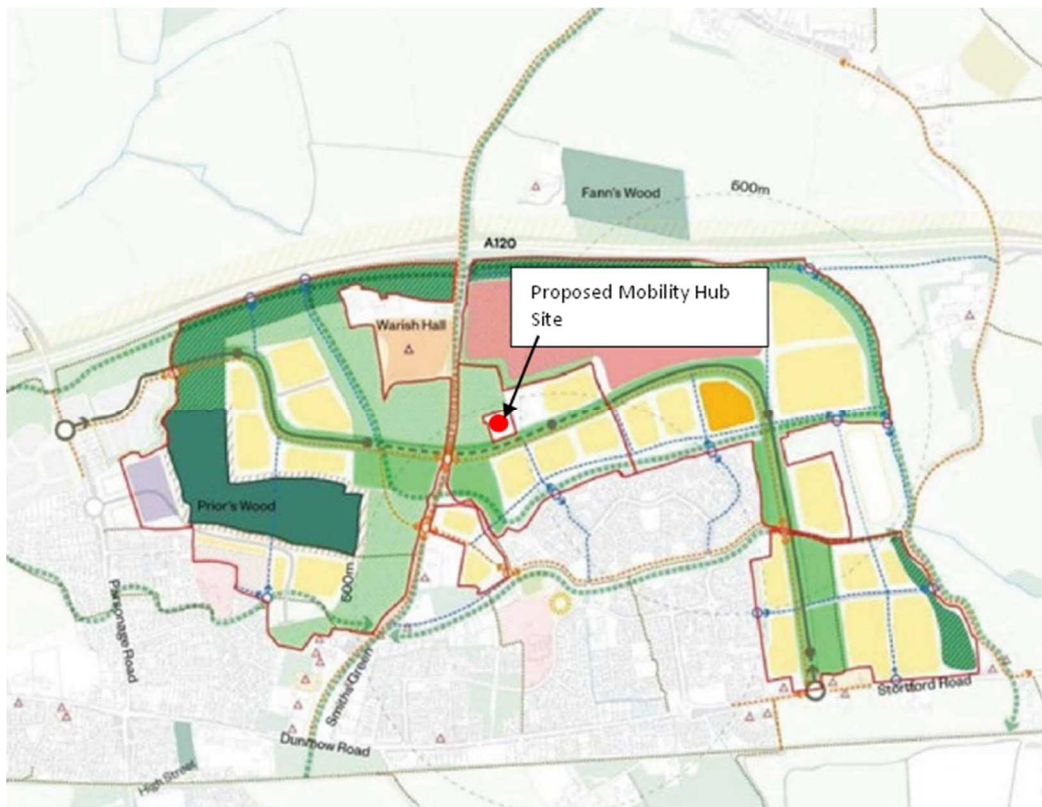 Fann's Wood
600m
A120
Proposed Mobility Hub
Site
Warish Hall
Prior's Wood
500m
Parsonage Road
Smiths Green
Stortford Road
Dunmow Road
High Street